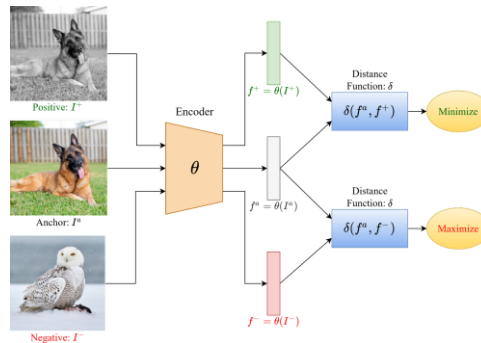 Positive: I⁺
Anchor: Iᵃ
Negative: I⁻
Encoder
θ
f⁺ = θ(I⁺)
fᵃ = θ(Iᵃ)
f⁻ = θ(I⁻)
Distance
Function: δ
δ(fᵃ, f⁺)
Minimize
Distance
Function: δ
δ(fᵃ, f⁻)
Maximize